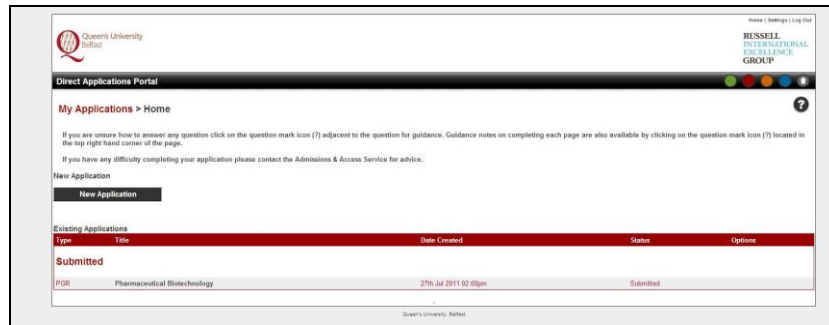 Home | Settings | Log Out
Queen's University
Belfast
RUSSELL
INTERNATIONAL
EXCELLENCE
GROUP
Direct Applications Portal
My Applications > Home
?
If you are unsure how to answer any question click on the question mark icon (?) adjacent to the question for guidance. Guidance notes on completing each page are also available by clicking on the question mark icon (?) located in
the top right hand corner of the page.
If you have any difficulty completing your application please contact the Admissions & Access Service for advice.
New Application
New Application
Existing Applications
Type Title Date Created Status Options
Submitted
PGR Pharmaceutical Biotechnology 27th Jul 2011 02:08pm Submitted
Queen's University, Belfast